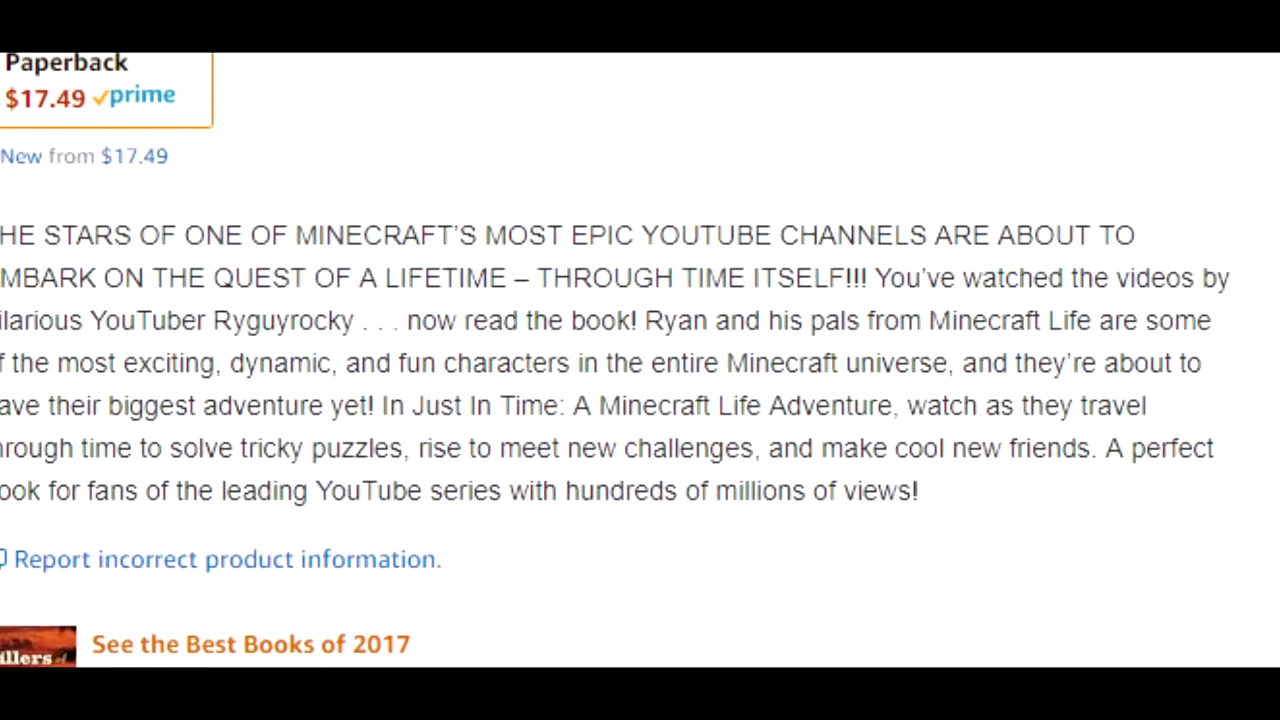 Paperback
$17.49 prime
New from $17.49
HE STARS OF ONE OF MINECRAFT’S MOST EPIC YOUTUBE CHANNELS ARE ABOUT TO
MBARK ON THE QUEST OF A LIFETIME – THROUGH TIME ITSELF!!! You’ve watched the videos by
ilarious YouTuber Ryguyrocky . . . now read the book! Ryan and his pals from Minecraft Life are some
f the most exciting, dynamic, and fun characters in the entire Minecraft universe, and they’re about to
ave their biggest adventure yet! In Just In Time: A Minecraft Life Adventure, watch as they travel
hrough time to solve tricky puzzles, rise to meet new challenges, and make cool new friends. A perfect
ook for fans of the leading YouTube series with hundreds of millions of views!
Report incorrect product information.
illers of
See the Best Books of 2017